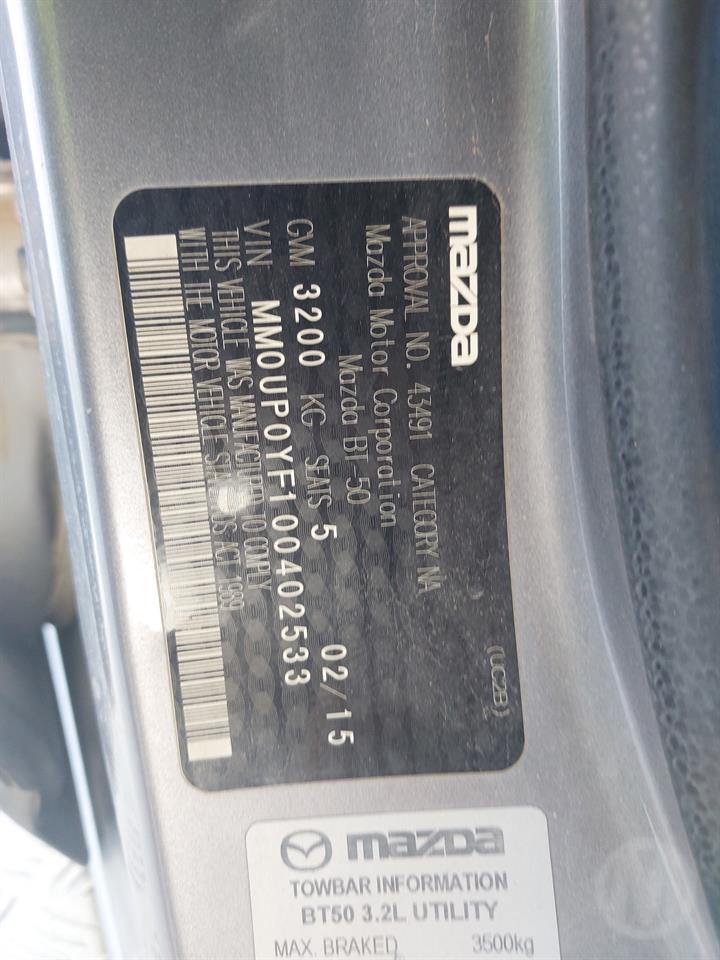 mazda
APPROVAL NO. 43491 CATEGORY NA
Mazda Motor Corporation
Mazda BT-50 (UC2B)
GVM 3200 KG SEATS 5 02/15
VIN MM0UP0YF100402533
THIS VEHICLE WAS MANUFACTURED TO COMPLY
WITH THE MOTOR VEHICLE STANDARDS ACT 1989
mazda
TOWBAR INFORMATION
BT50 3.2L UTILITY
MAX. BRAKED 3500kg